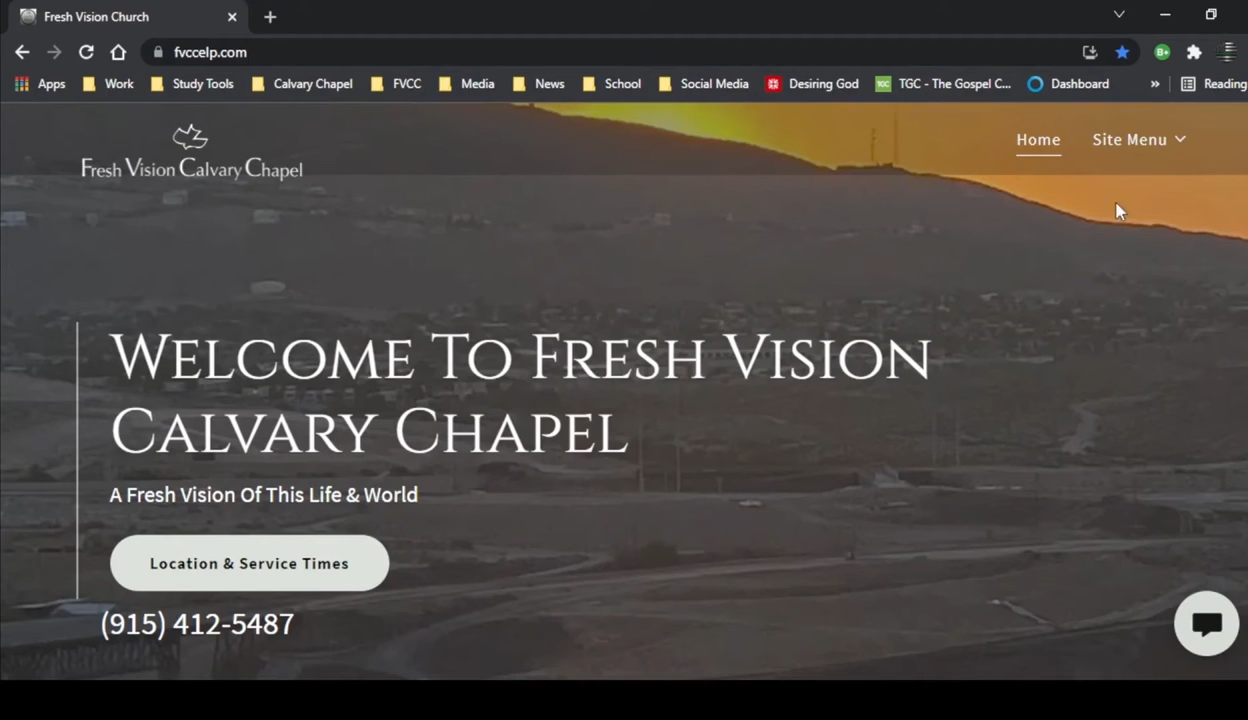 Fresh Vision Church
fvccelp.com
B+
Apps Work Study Tools Calvary Chapel FVCC Media News School Social Media Desiring God TGC TGC - The Gospel C... Dashboard » Reading
Fresh Vision Calvary Chapel
Home Site Menu
Welcome To Fresh Vision
Calvary Chapel
A Fresh Vision Of This Life & World
Location & Service Times
(915) 412-5487